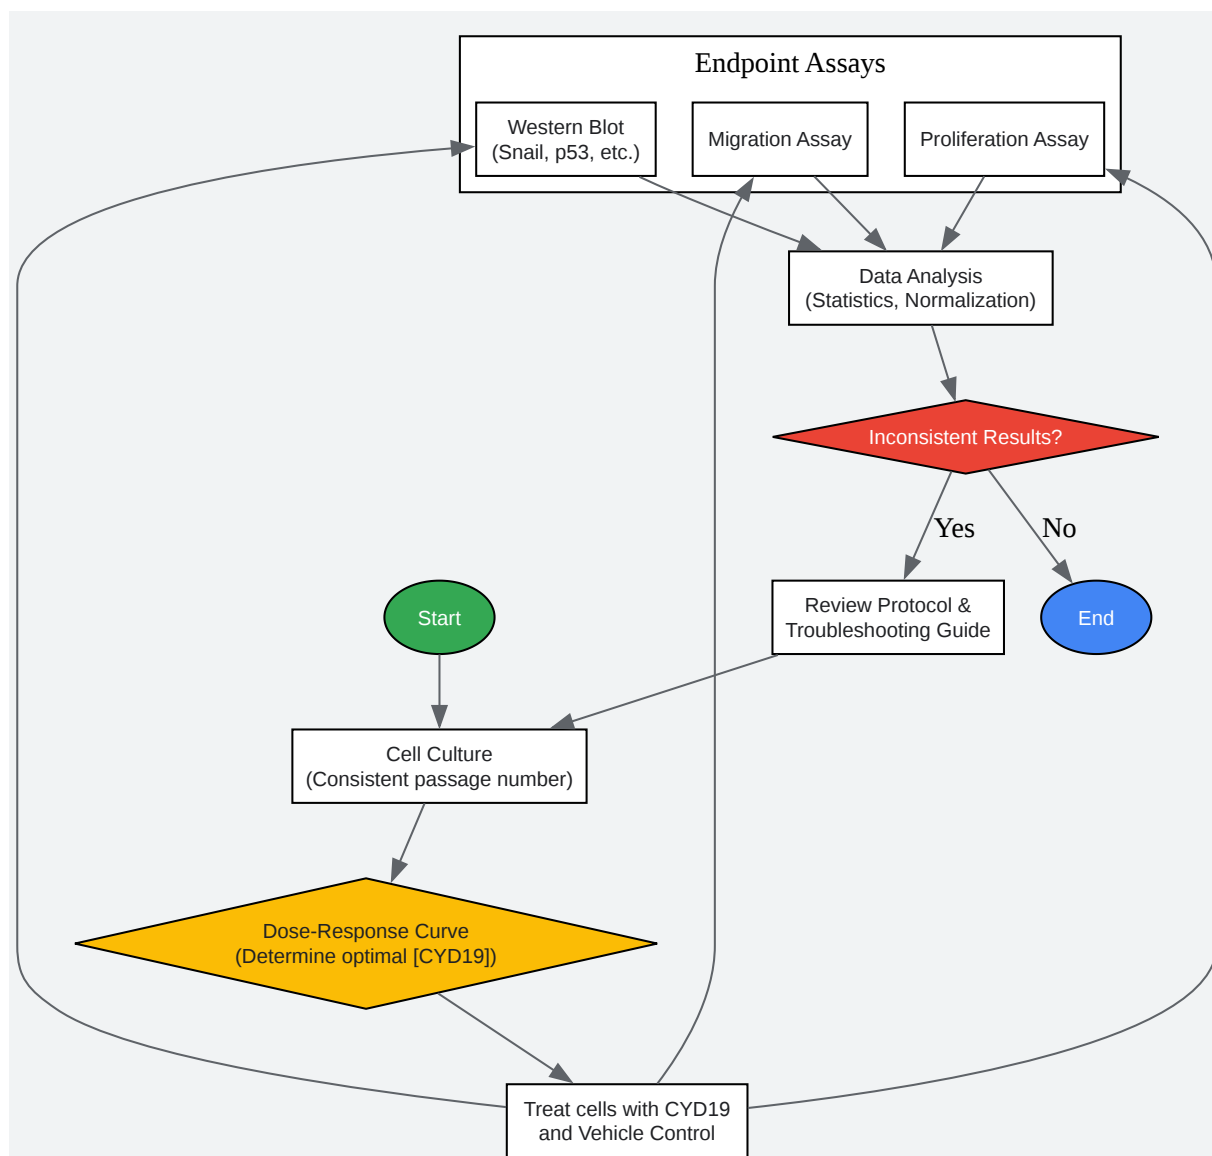 Endpoint Assays
Western Blot
(Snail, p53, etc.)
Migration Assay
Proliferation Assay
Data Analysis
(Statistics, Normalization)
Inconsistent Results?
Yes
No
Start
Review Protocol &
Troubleshooting Guide
End
Cell Culture
(Consistent passage number)
Dose-Response Curve
(Determine optimal [CYD19])
Treat cells with CYD19
and Vehicle Control